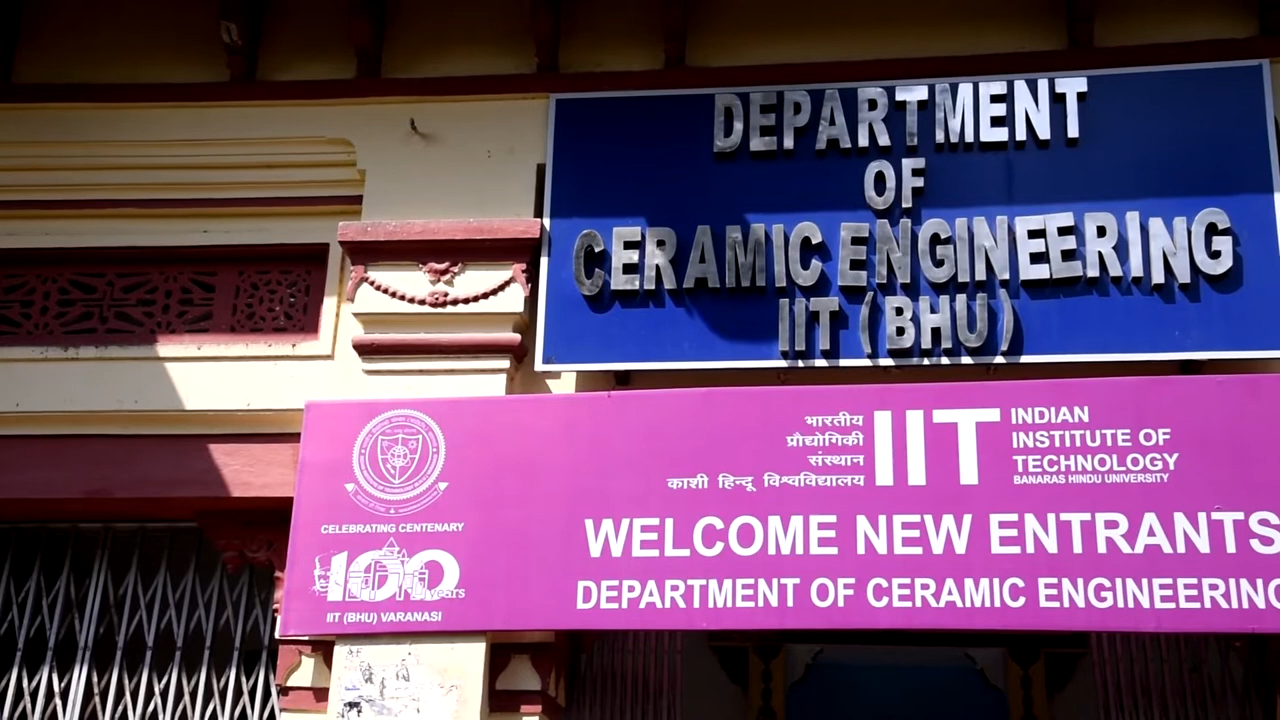 DEPARTMENT
OF
CERAMIC ENGINEERING
IIT (BHU)
भारतीय
प्रौद्योगिकी
संस्थान
काशी हिन्दू विश्वविद्यालय
IIT
INDIAN
INSTITUTE OF
TECHNOLOGY
BANARAS HINDU UNIVERSITY
CELEBRATING CENTENARY
100 years
IIT (BHU) VARANASI
WELCOME NEW ENTRANTS
DEPARTMENT OF CERAMIC ENGINEERING